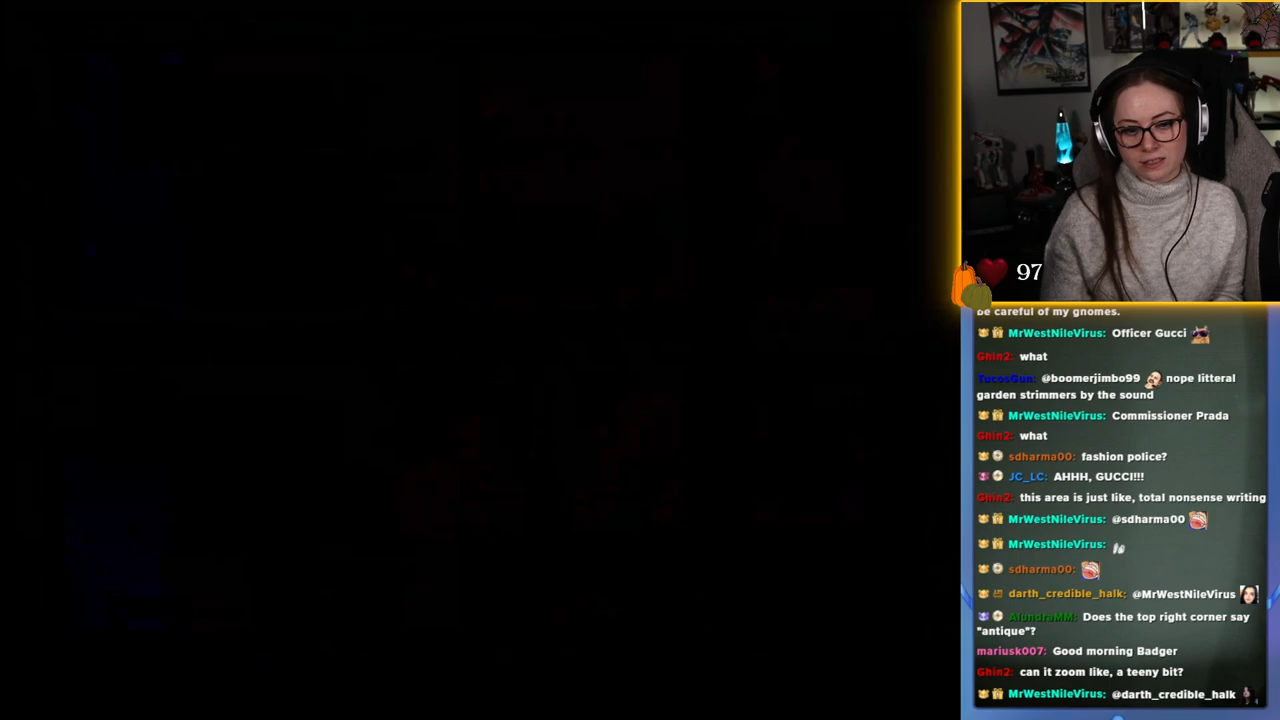 97
be careful of my gnomes.
MrWestNileVirus: Officer Gucci
Ghin2: what
TucosGun: @boomerjimbo99 nope litteral
garden strimmers by the sound
MrWestNileVirus: Commissioner Prada
Ghin2: what
sdharma00: fashion police?
JC_LC: AHHH, GUCCI!!!
Ghin2: this area is just like, total nonsense writing
MrWestNileVirus: @sdharma00
MrWestNileVirus:
sdharma00:
darth_credible_halk: @MrWestNileVirus
AlundraMM: Does the top right corner say
"antique"?
mariusk007: Good morning Badger
Ghin2: can it zoom like, a teeny bit?
MrWestNileVirus: @darth_credible_halk